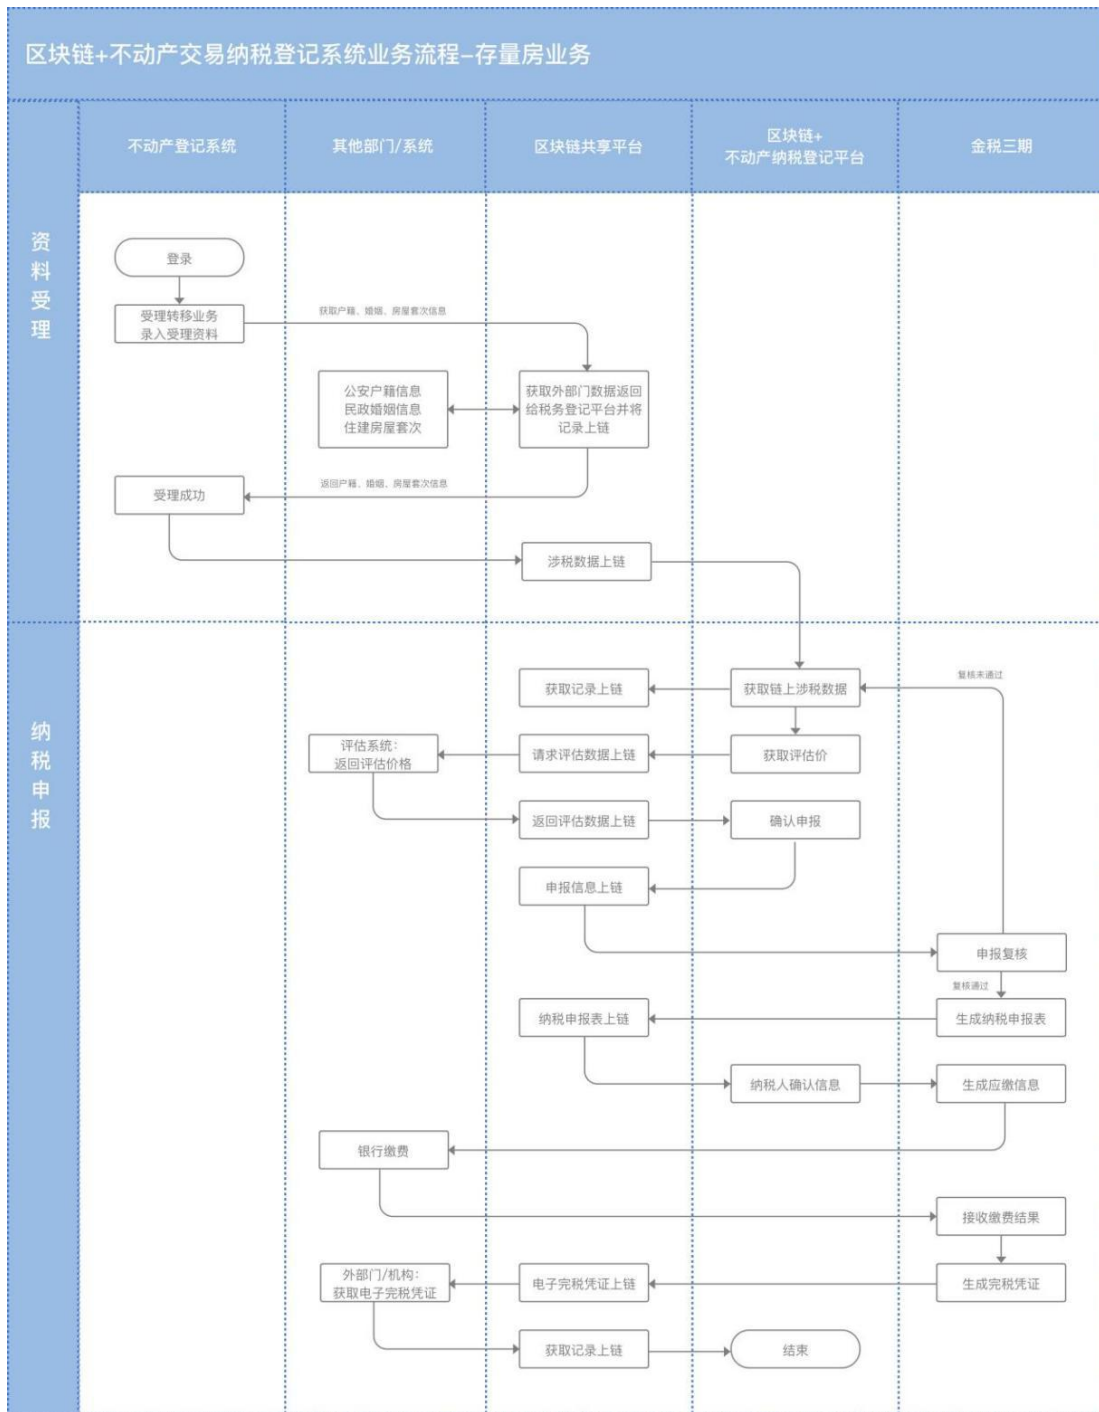 区块链+不动产交易纳税登记系统业务流程-存量房业务
不动产登记系统
其他部门/系统
区块链共享平台
区块链+
不动产纳税登记平台
金税三期
资料受理
登录
受理转移业务
录入受理资料
获取户籍、婚姻、房屋套次信息
公安户籍信息
民政婚姻信息
住建房屋套次
获取外部门数据返回
给税务登记平台并将
记录上链
受理成功
返回户籍、婚姻、房屋套次信息
涉税数据上链
纳税申报
获取记录上链
获取链上涉税数据
复核未通过
评估系统：
返回评估价格
请求评估数据上链
获取评估价
返回评估数据上链
确认申报
申报信息上链
申报复核
复核通过
纳税申报表上链
生成纳税申报表
纳税人确认信息
生成应缴信息
银行缴费
接收缴费结果
外部门/机构：
获取电子完税凭证
电子完税凭证上链
生成完税凭证
获取记录上链
结束